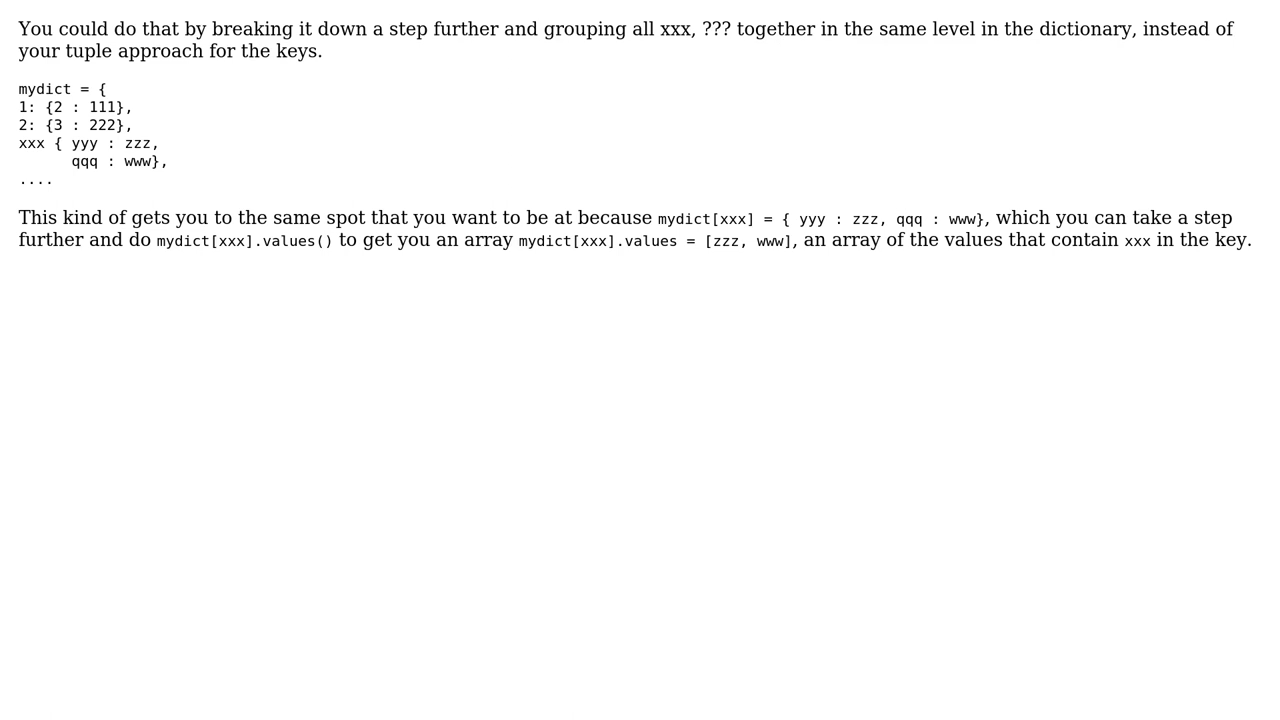 You could do that by breaking it down a step further and grouping all xxx, ??? together in the same level in the dictionary, instead of
your tuple approach for the keys.
mydict = {
1: {2 : 111},
2: {3 : 222},
xxx { yyy : zzz,
      qqq : www},
....
This kind of gets you to the same spot that you want to be at because mydict[xxx] = { yyy : zzz, qqq : www}, which you can take a step
further and do mydict[xxx].values() to get you an array mydict[xxx].values = [zzz, www], an array of the values that contain xxx in the key.